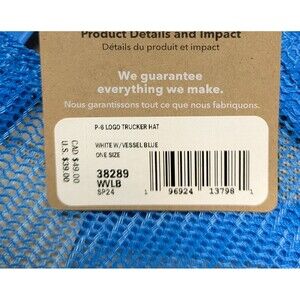 Product Details and Impact
Détails du produit et impact
We guarantee
everything we make.
Nous garantissons tout ce que nous fabriquons.
P-6 LOGO TRUCKER HAT
WHITE W/VESSEL BLUE
ONE SIZE
38289
WVLB
SP24
1 96924 13798 1
CAD $49.00
U.S. $39.00